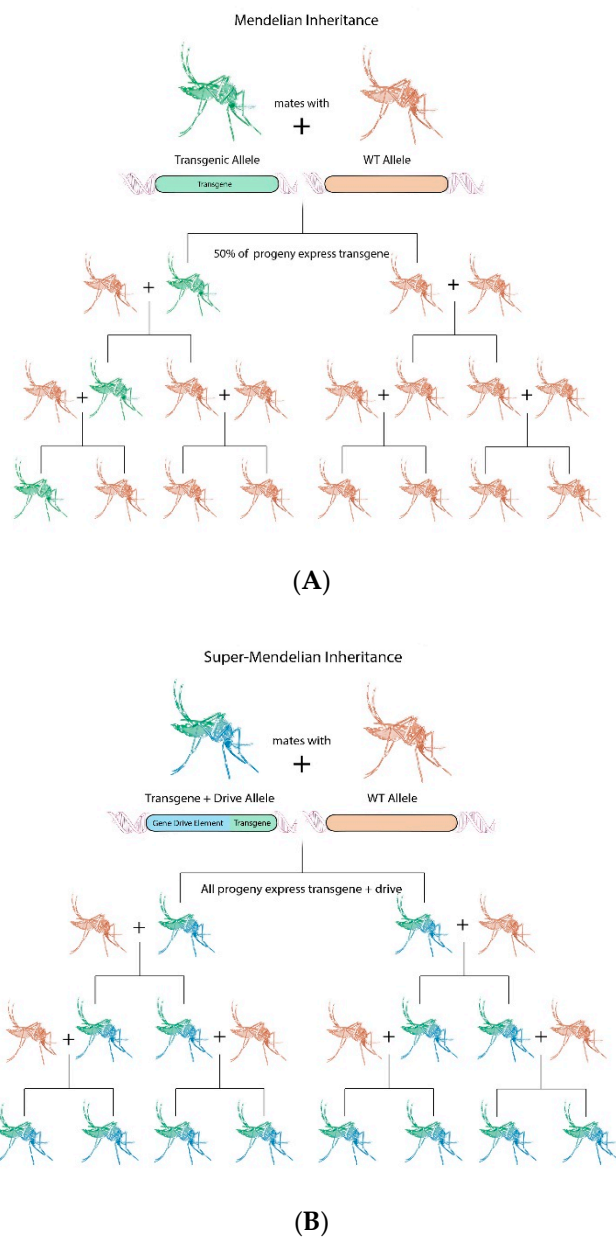 Mendelian Inheritance
mates with
+
Transgenic Allele
WT Allele
Transgene
50% of progeny express transgene
+ +
+ + + +
(A)
Super-Mendelian Inheritance
mates with
+
Transgene + Drive Allele
WT Allele
Gene Drive Element Transgene
All progeny express transgene + drive
+ +
+ + + +
(B)